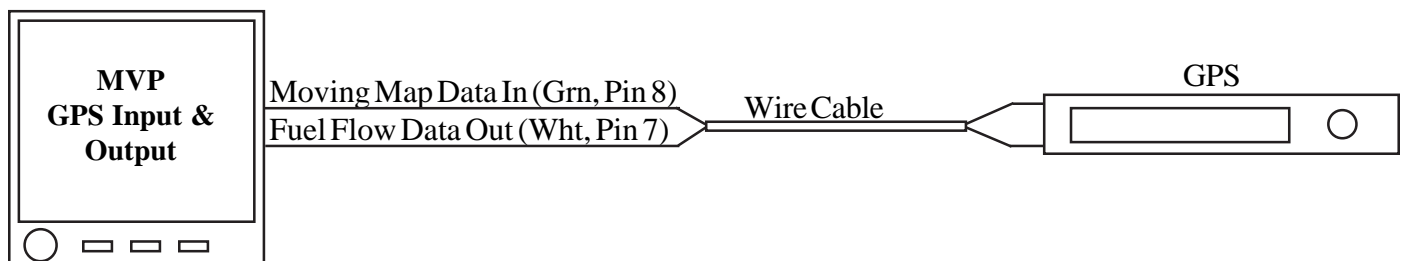 MVP
GPS Input &
Output
Moving Map Data In (Grn, Pin 8)
Fuel Flow Data Out (Wht, Pin 7)
Wire Cable
GPS